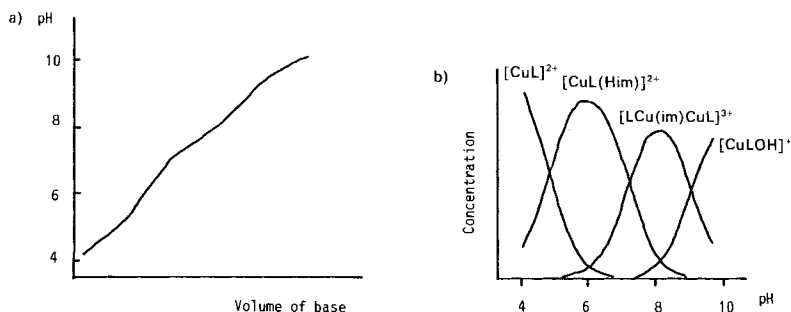 a) pH
10
8
6
4
Volume of base
b)
[CuL]²⁺
[CuL(Him)]²⁺
[LCu(im)CuL]³⁺
[CuLOH]⁺
Concentration
4 6 8 10 pH